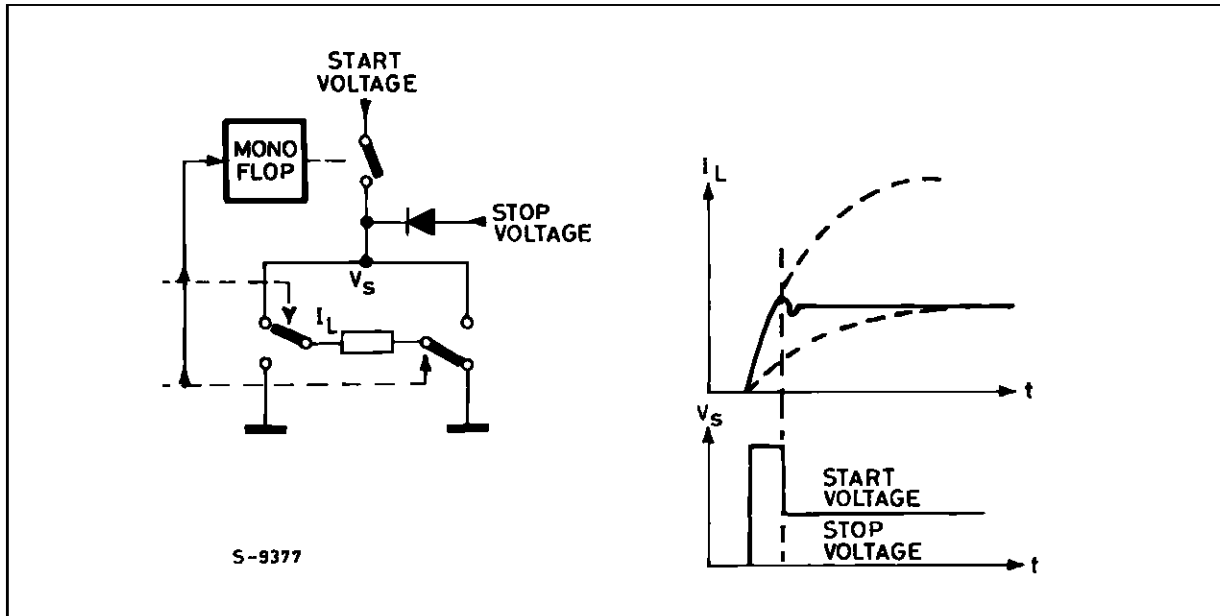 START
VOLTAGE
MONO
FLOP
STOP
VOLTAGE
VS
IL
S-9377
IL
t
VS
START
VOLTAGE
STOP
VOLTAGE
t